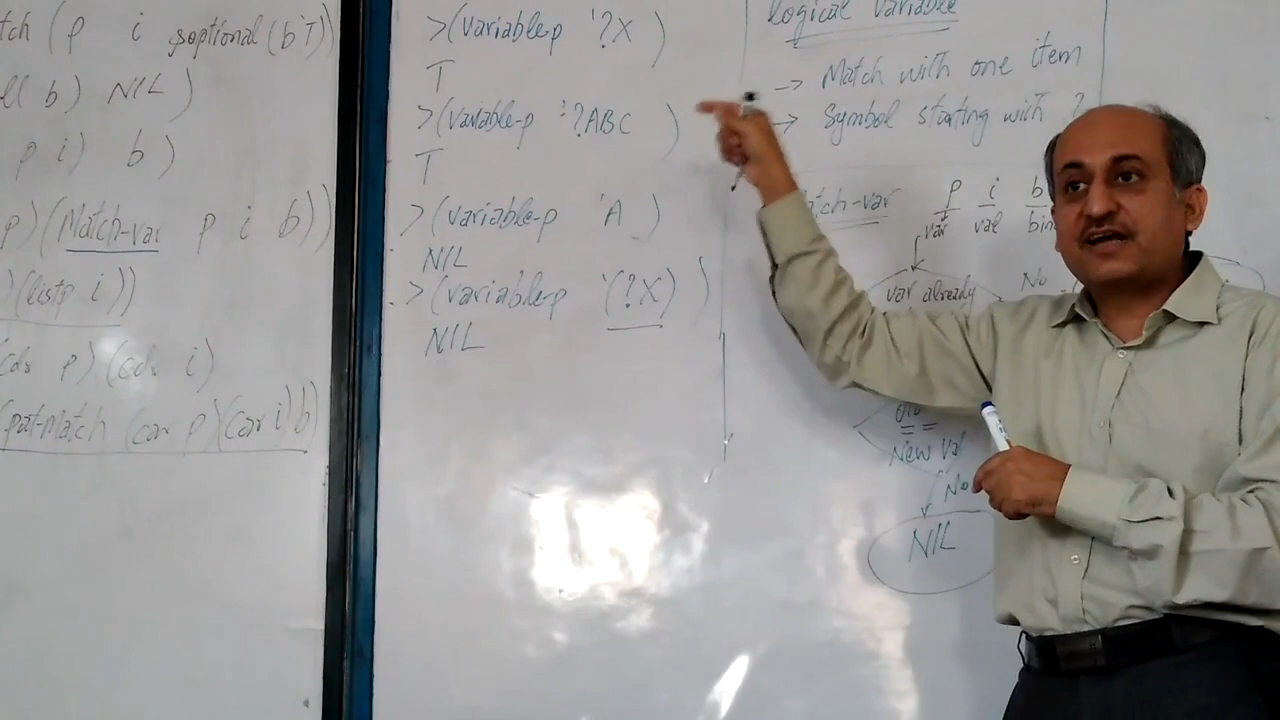 tch (p i &optional (b T))
l( b) NIL)
p i) b)
p)(Match-var p i b))
)(listp i))
p)(cdr i)
(pat-Match (car p)(car i) b)
>(variable-p '?X )
T
>(variable-p '?ABC )
T
>(variable-p 'A )
NIL
>(variable-p '(?X) )
NIL
logical variable
-> Match with one item
-> Symbol starting with ?
tch-var p i b
var val bin
var already No
New val
No
NIL